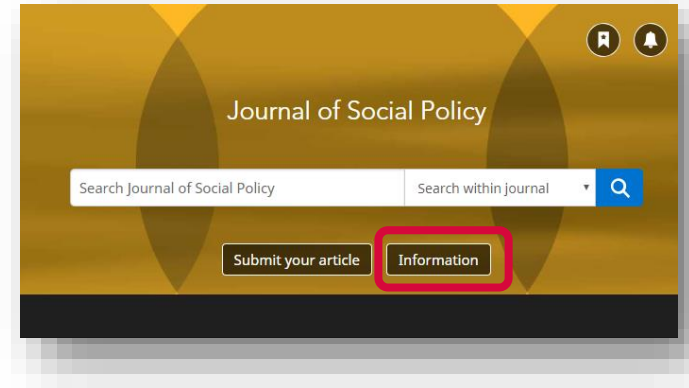 Journal of Social Policy
Search Journal of Social Policy Search within journal
Submit your article Information